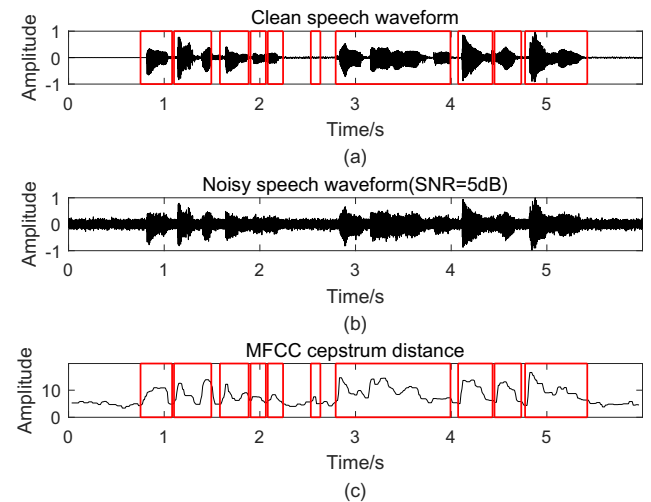 Clean speech waveform
Amplitude
1
0
-1
0 1 2 3 4 5
Time/s
(a)
Noisy speech waveform(SNR=5dB)
Amplitude
1
0
-1
0 1 2 3 4 5
Time/s
(b)
MFCC cepstrum distance
Amplitude
10
0
0 1 2 3 4 5
Time/s
(c)